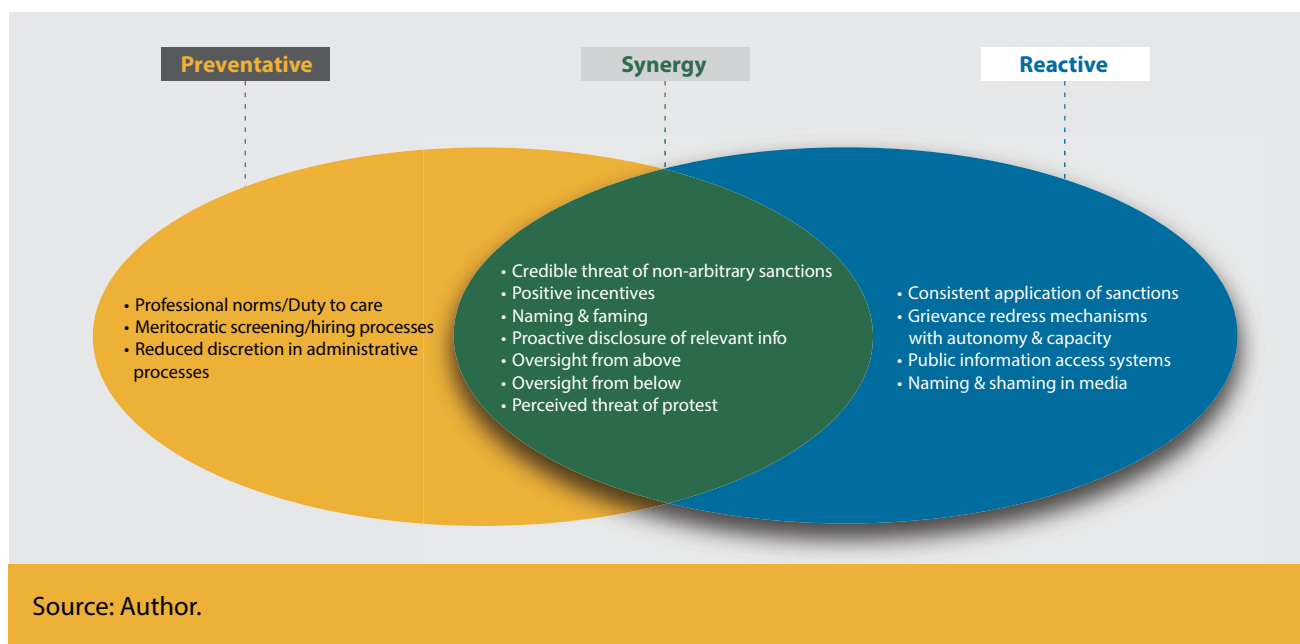 Preventative
Synergy
Reactive
• Professional norms/Duty to care
• Meritocratic screening/hiring processes
• Reduced discretion in administrative
processes
• Credible threat of non-arbitrary sanctions
• Positive incentives
• Naming & faming
• Proactive disclosure of relevant info
• Oversight from above
• Oversight from below
• Perceived threat of protest
• Consistent application of sanctions
• Grievance redress mechanisms
with autonomy & capacity
• Public information access systems
• Naming & shaming in media
Source: Author.